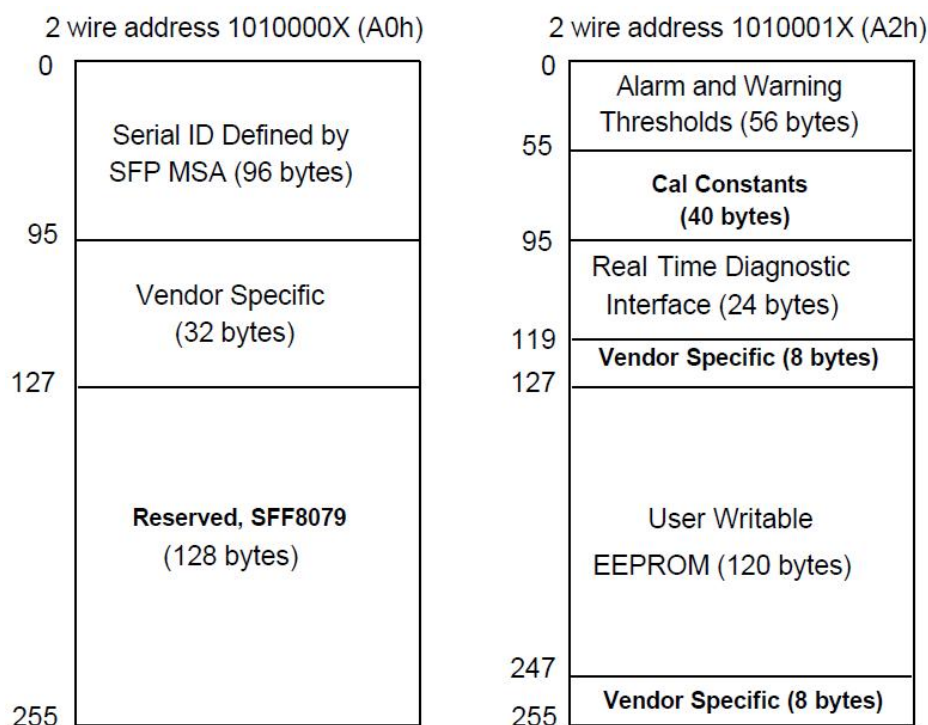 2 wire address 1010000X (A0h)
0
Serial ID Defined by
SFP MSA (96 bytes)
95
Vendor Specific
(32 bytes)
127
Reserved, SFF8079
(128 bytes)
255
2 wire address 1010001X (A2h)
0
Alarm and Warning
Thresholds (56 bytes)
55
Cal Constants
(40 bytes)
95
Real Time Diagnostic
Interface (24 bytes)
119
Vendor Specific (8 bytes)
127
User Writable
EEPROM (120 bytes)
247
Vendor Specific (8 bytes)
255